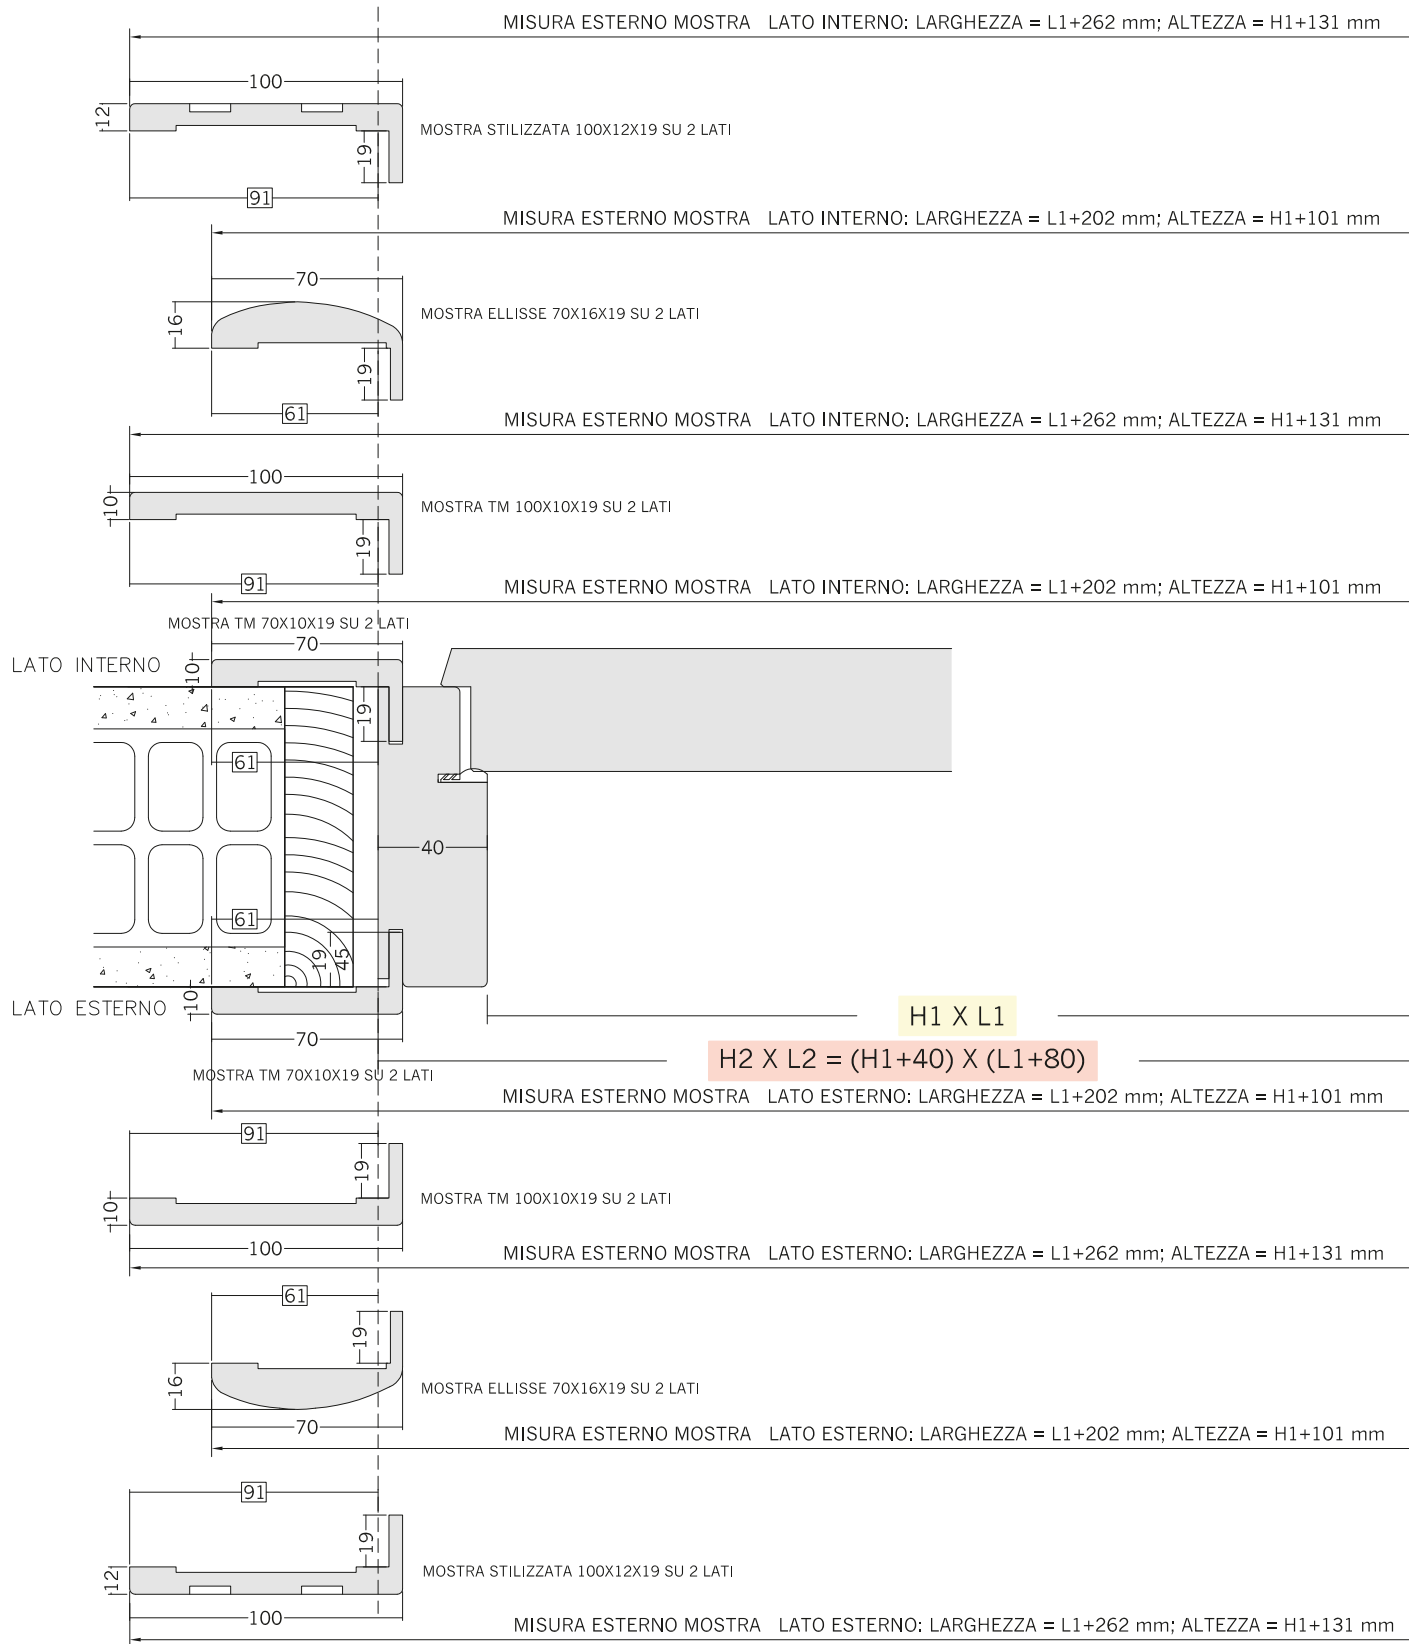 MISURA ESTERNO MOSTRA LATO INTERNO: LARGHEZZA = L1+262 mm; ALTEZZA = H1+131 mm
100
12
MOSTRA STILIZZATA 100X12X19 SU 2 LATI
19
91
MISURA ESTERNO MOSTRA LATO INTERNO: LARGHEZZA = L1+202 mm; ALTEZZA = H1+101 mm
70
16
MOSTRA ELLISSE 70X16X19 SU 2 LATI
19
61
MISURA ESTERNO MOSTRA LATO INTERNO: LARGHEZZA = L1+262 mm; ALTEZZA = H1+131 mm
100
10
MOSTRA TM 100X10X19 SU 2 LATI
19
91
MISURA ESTERNO MOSTRA LATO INTERNO: LARGHEZZA = L1+202 mm; ALTEZZA = H1+101 mm
MOSTRA TM 70X10X19 SU 2 LATI
70
LATO INTERNO
10
19
61
40
61
19
45
10
LATO ESTERNO
H1 X L1
70
H2 X L2 = (H1+40) X (L1+80)
MOSTRA TM 70X10X19 SU 2 LATI
MISURA ESTERNO MOSTRA LATO ESTERNO: LARGHEZZA = L1+202 mm; ALTEZZA = H1+101 mm
91
19
10
MOSTRA TM 100X10X19 SU 2 LATI
100
MISURA ESTERNO MOSTRA LATO ESTERNO: LARGHEZZA = L1+262 mm; ALTEZZA = H1+131 mm
61
19
16
MOSTRA ELLISSE 70X16X19 SU 2 LATI
70
MISURA ESTERNO MOSTRA LATO ESTERNO: LARGHEZZA = L1+202 mm; ALTEZZA = H1+101 mm
91
19
12
MOSTRA STILIZZATA 100X12X19 SU 2 LATI
100
MISURA ESTERNO MOSTRA LATO ESTERNO: LARGHEZZA = L1+262 mm; ALTEZZA = H1+131 mm